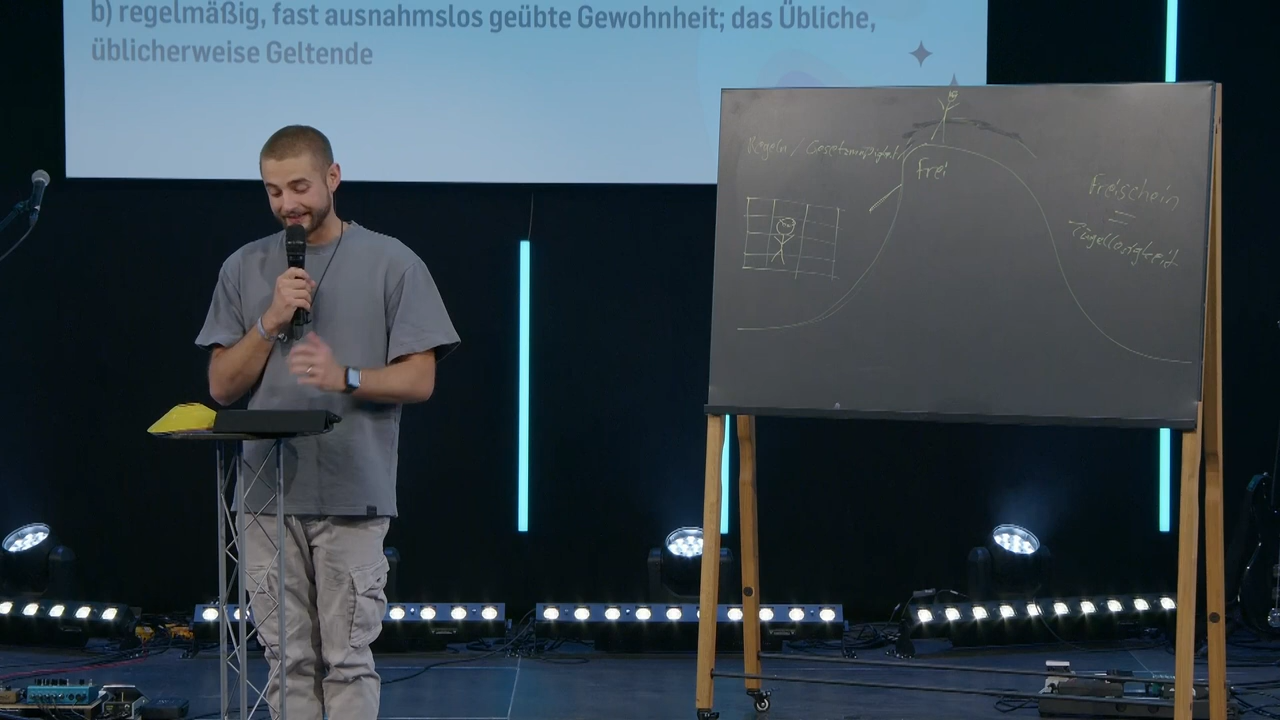 b) regelmäßig, fast ausnahmslos geübte Gewohnheit; das Übliche,
üblicherweise Geltende
Regeln / Gesetzmäßigkeit
frei
Freischein
=
Zügellosigkeit